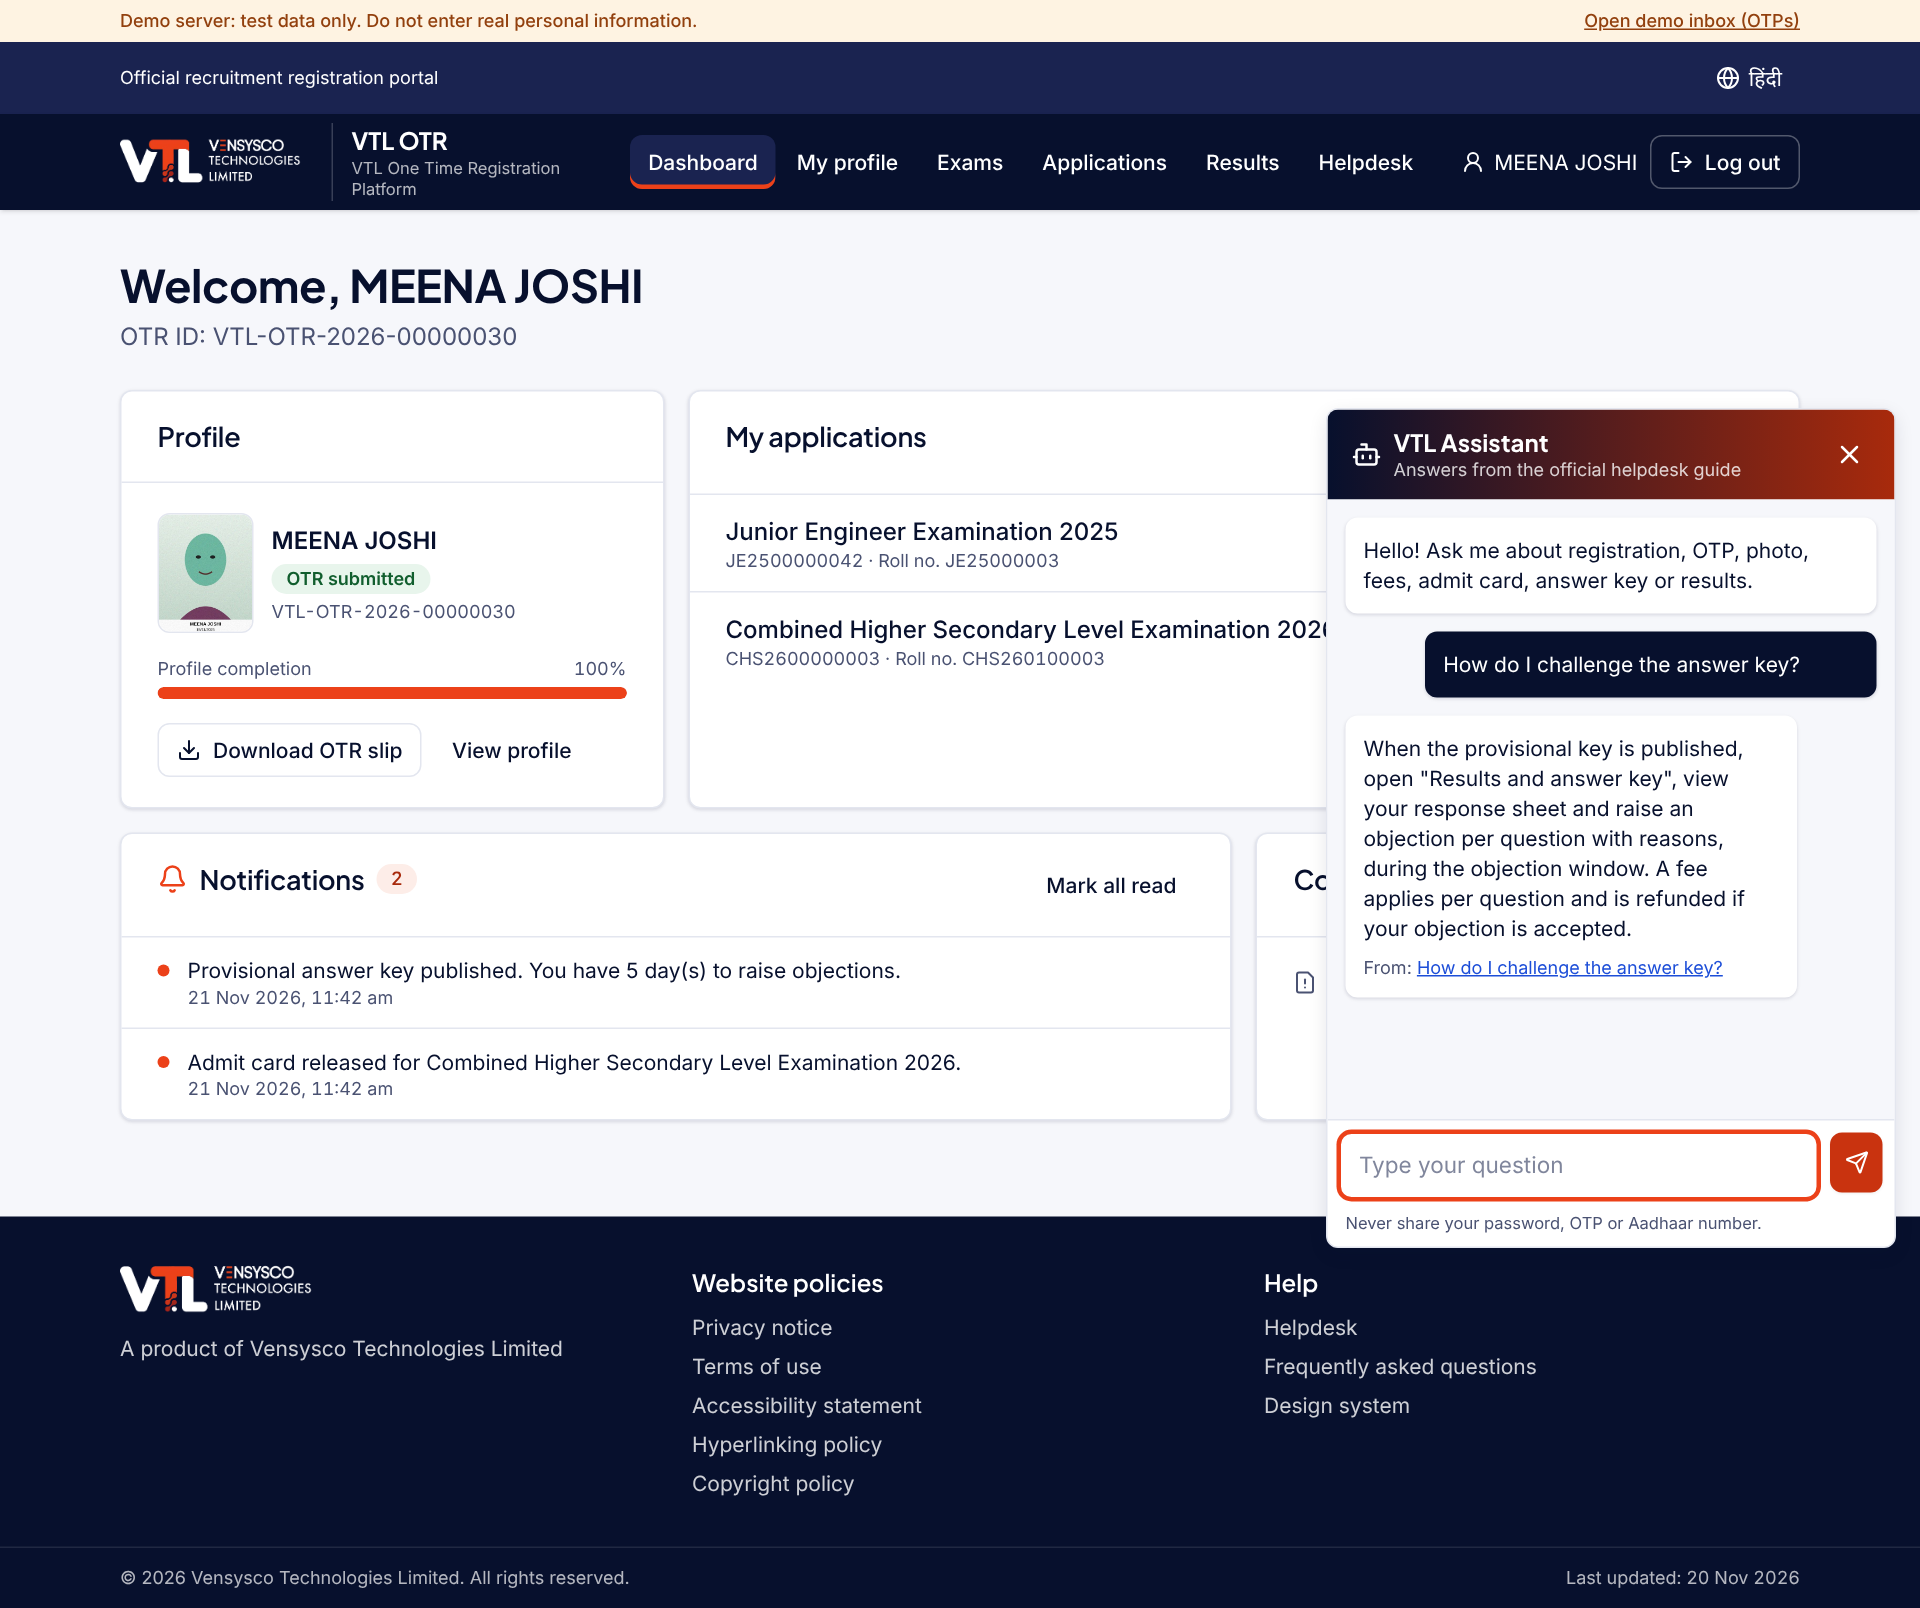 Demo server: test data only. Do not enter real personal information.
Open demo inbox (OTPs)
Official recruitment registration portal
हिंदी
VTL
VENSYSCO
TECHNOLOGIES
LIMITED
VTL OTR
VTL One Time Registration
Platform
Dashboard
My profile
Exams
Applications
Results
Helpdesk
MEENA JOSHI
Log out
Welcome, MEENA JOSHI
OTR ID: VTL-OTR-2026-00000030
Profile
MEENA JOSHI
MEENA JOSHI
OTR submitted
VTL-OTR-2026-00000030
Profile completion
100%
Download OTR slip
View profile
My applications
Junior Engineer Examination 2025
JE2500000042 · Roll no. JE25000003
Combined Higher Secondary Level Examination 2026
CHS2600000003 · Roll no. CHS260100003
Notifications
2
Mark all read
Provisional answer key published. You have 5 day(s) to raise objections.
21 Nov 2026, 11:42 am
Admit card released for Combined Higher Secondary Level Examination 2026.
21 Nov 2026, 11:42 am
Co
VTL Assistant
Answers from the official helpdesk guide
Hello! Ask me about registration, OTP, photo,
fees, admit card, answer key or results.
How do I challenge the answer key?
When the provisional key is published,
open "Results and answer key", view
your response sheet and raise an
objection per question with reasons,
during the objection window. A fee
applies per question and is refunded if
your objection is accepted.
From: How do I challenge the answer key?
Type your question
Never share your password, OTP or Aadhaar number.
VTL
VENSYSCO
TECHNOLOGIES
LIMITED
A product of Vensysco Technologies Limited
Website policies
Privacy notice
Terms of use
Accessibility statement
Hyperlinking policy
Copyright policy
Help
Helpdesk
Frequently asked questions
Design system
© 2026 Vensysco Technologies Limited. All rights reserved.
Last updated: 20 Nov 2026